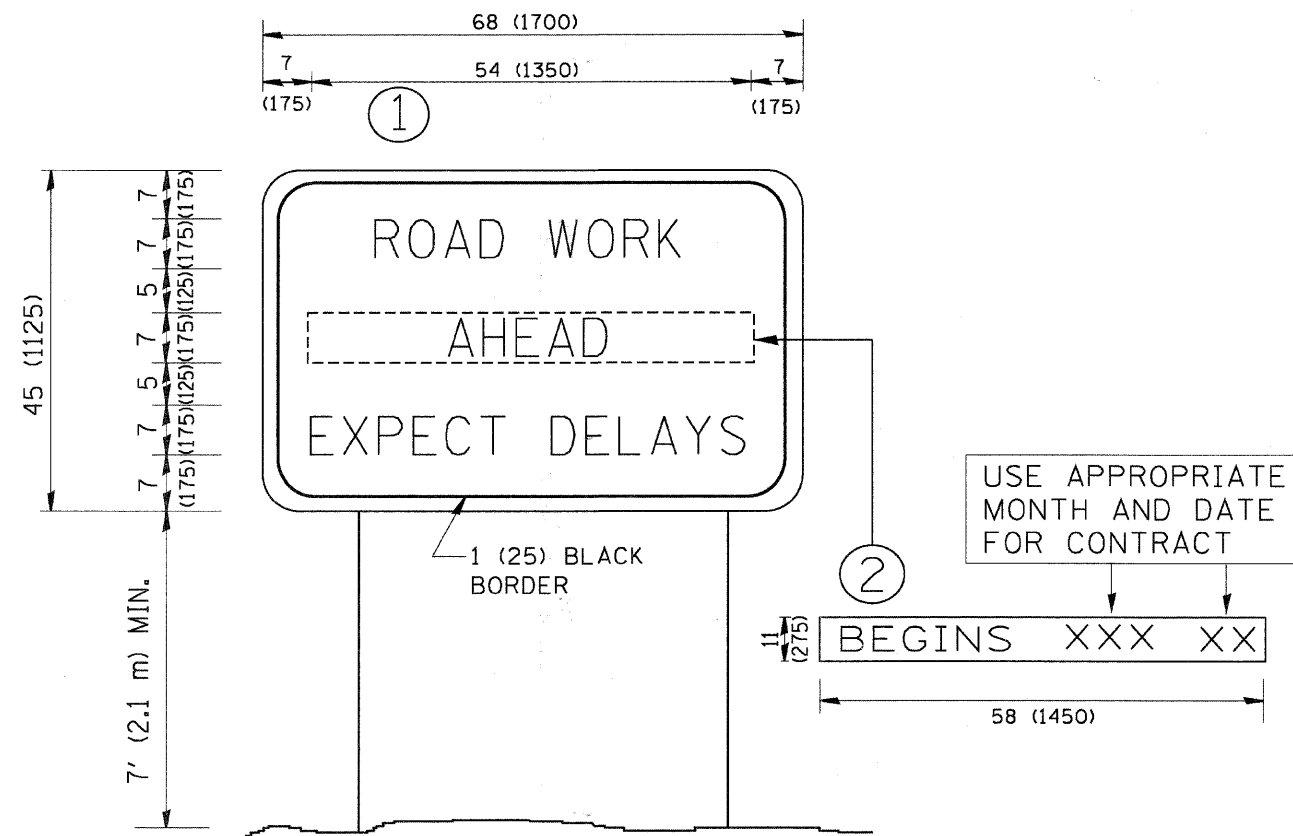 68 (1700)
7
54 (1350)
7
(175)
(175)
1
45 (1125)
7 (175)
7 (175)
5 (125)
7 (175)
5 (125)
7 (175)
7 (175)
ROAD WORK
AHEAD
EXPECT DELAYS
1 (25) BLACK
BORDER
7' (2.1 m) MIN.
2
USE APPROPRIATE
MONTH AND DATE
FOR CONTRACT
11
(275)
BEGINS XXX XX
58 (1450)